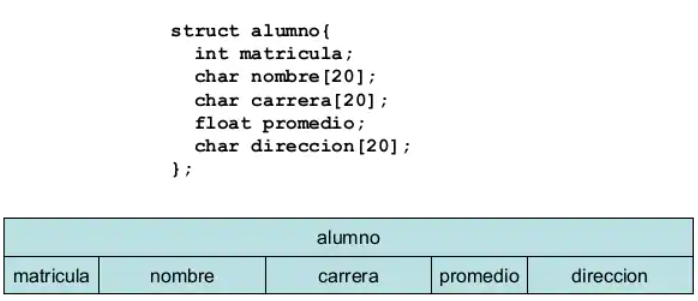 struct alumno{
int matricula;
char nombre[20];
char carrera[20];
float promedio;
char direccion[20];
};
alumno
matricula nombre carrera promedio direccion